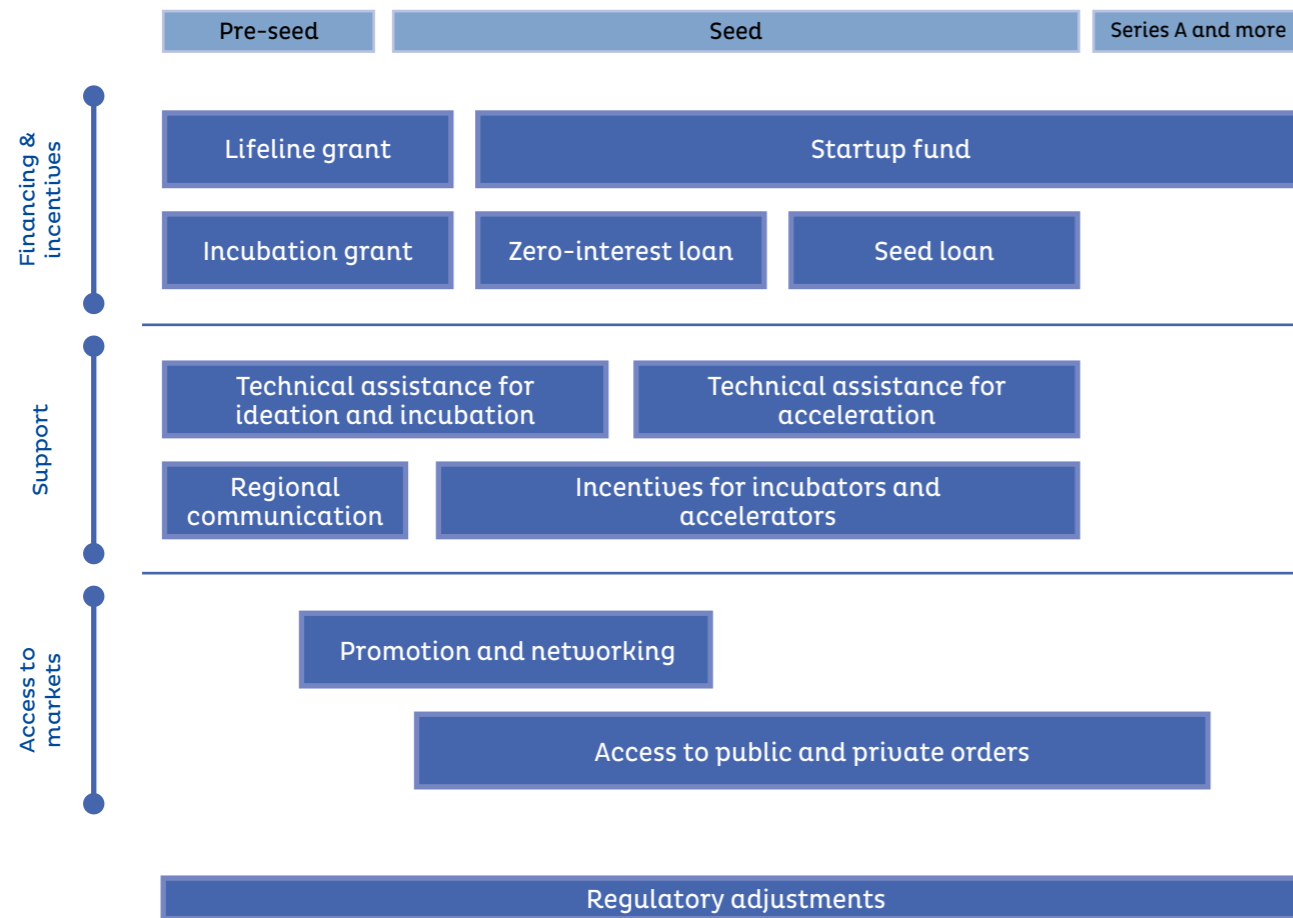 Pre-seed
Seed
Series A and more
Financing &
incentives
Lifeline grant
Startup fund
Incubation grant
Zero-interest loan
Seed loan
Support
Technical assistance for
ideation and incubation
Technical assistance for
acceleration
Regional
communication
Incentives for incubators and
accelerators
Access to
markets
Promotion and networking
Access to public and private orders
Regulatory adjustments